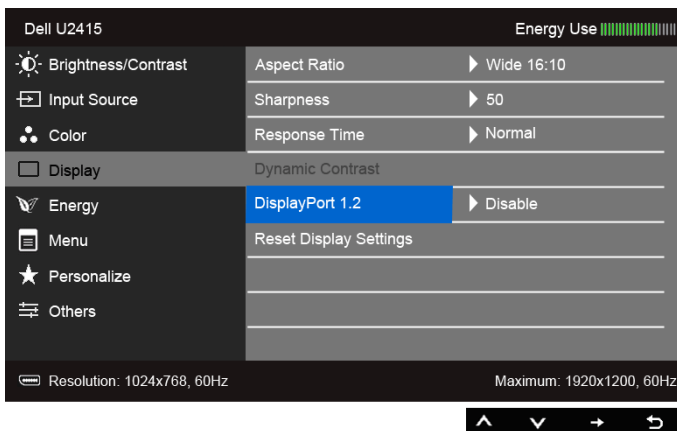 Dell U2415 Energy Use
Brightness/Contrast Aspect Ratio Wide 16:10
Input Source Sharpness 50
Color Response Time Normal
Display Dynamic Contrast
Energy DisplayPort 1.2 Disable
Menu Reset Display Settings
Personalize
Others
Resolution: 1024x768, 60Hz Maximum: 1920x1200, 60Hz